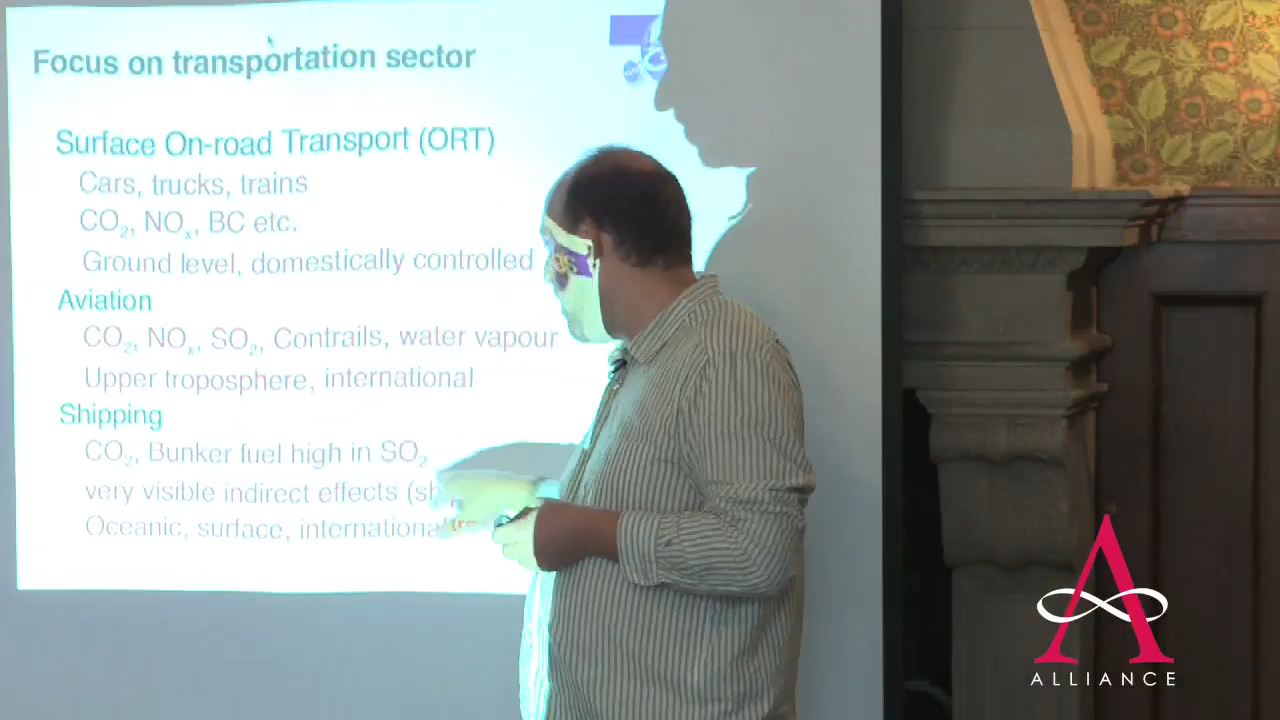 Focus on transportation sector
Surface On-road Transport (ORT)
Cars, trucks, trains
CO₂, NOₓ, BC etc.
Ground level, domestically controlled
Aviation
CO₂, NOₓ, SO₂, Contrails, water vapour
Upper troposphere, international
Shipping
CO₂, Bunker fuel high in SO₂
very visible indirect effects
Oceanic, surface, international
A
ALLIANCE